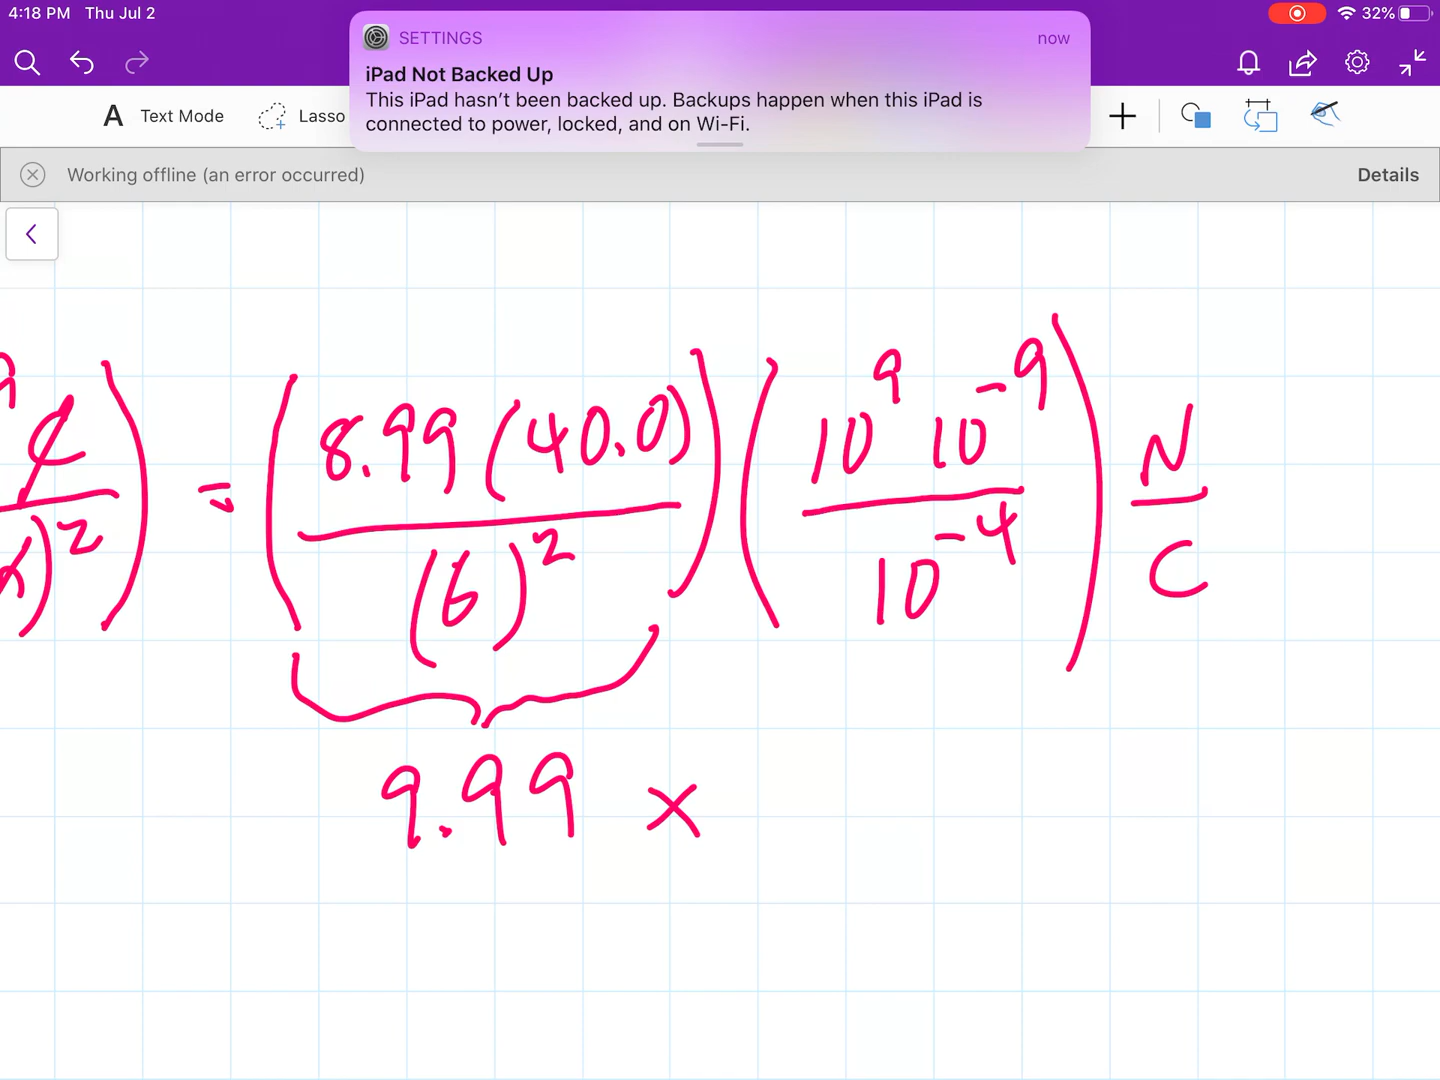 4:18 PM Thu Jul 2
32%
SETTINGS
now
iPad Not Backed Up
This iPad hasn't been backed up. Backups happen when this iPad is
connected to power, locked, and on Wi-Fi.
A Text Mode
Lasso
Working offline (an error occurred)
Details
¢ / )² ) = ( 8.99 (40.0) / (6)² ) ( 10⁹ 10⁻⁹ / 10⁻⁴ ) N / C
9.99 ×